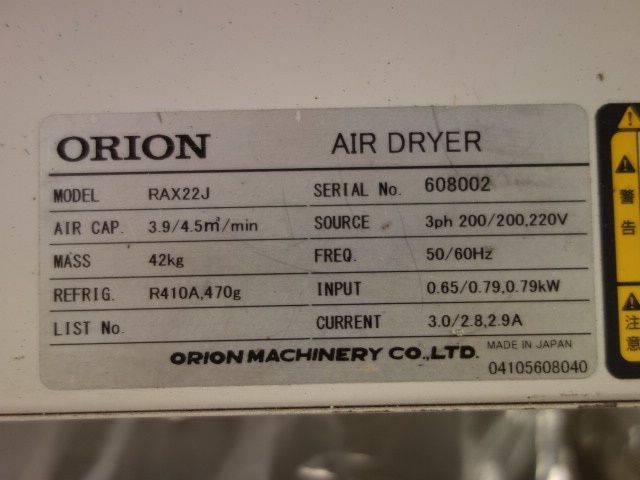 ORION AIR DRYER
MODEL RAX22J SERIAL No. 608002
AIR CAP. 3.9/4.5㎥/min SOURCE 3ph 200/200,220V
MASS 42kg FREQ. 50/60Hz
REFRIG. R410A,470g INPUT 0.65/0.79,0.79kW
LIST No. CURRENT 3.0/2.8,2.9A
ORION MACHINERY CO.,LTD. MADE IN JAPAN
04105608040
警告
注意